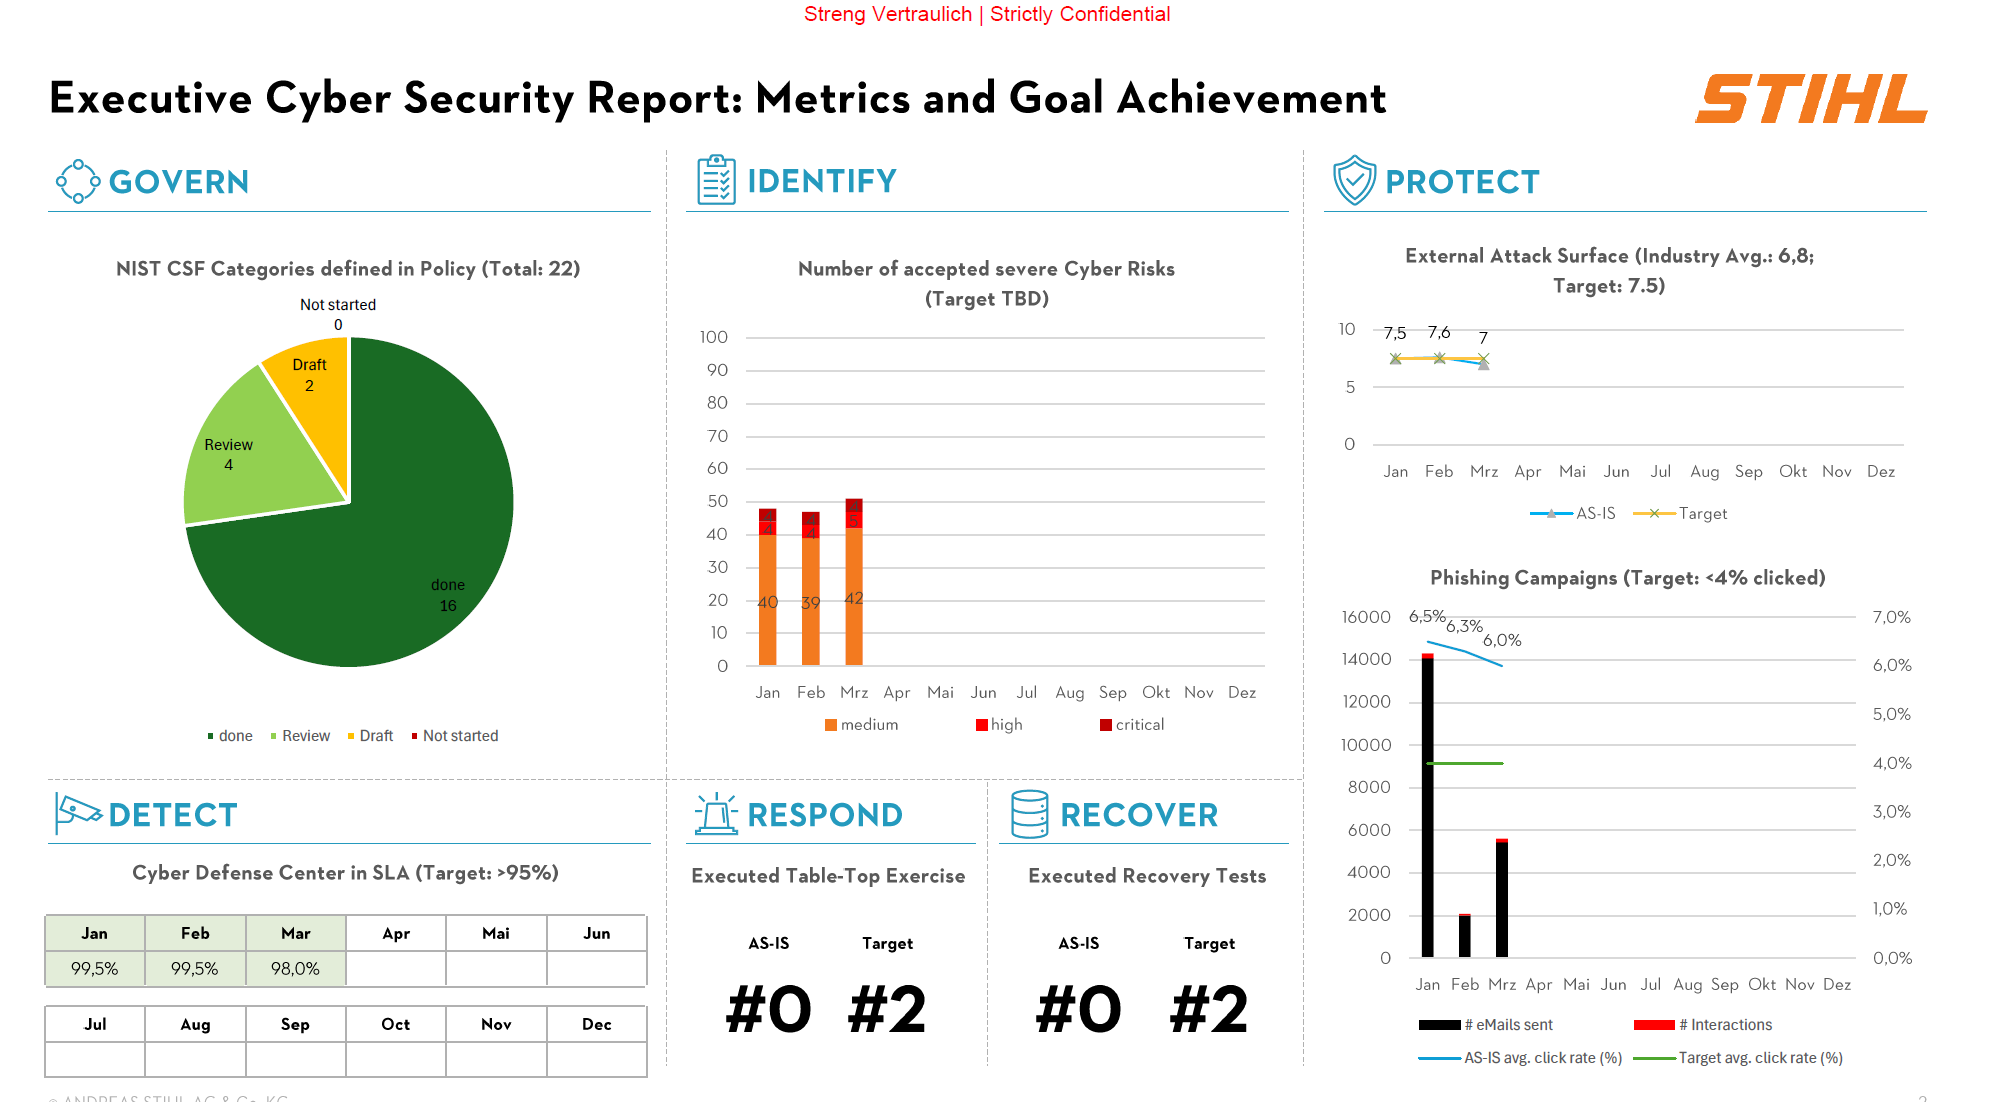 Streng Vertraulich | Strictly Confidential
Executive Cyber Security Report: Metrics and Goal Achievement
STIHL
GOVERN
NIST CSF Categories defined in Policy (Total: 22)
Not started
0
Draft
2
Review
4
done
16
done Review Draft Not started
IDENTIFY
Number of accepted severe Cyber Risks
(Target TBD)
100
90
80
70
60
50
40
30
20
10
0
4
4
5
40 39 42
Jan Feb Mrz Apr Mai Jun Jul Aug Sep Okt Nov Dez
medium high critical
PROTECT
External Attack Surface (Industry Avg.: 6,8;
Target: 7.5)
10
5
0
7,5 7,6 7
Jan Feb Mrz Apr Mai Jun Jul Aug Sep Okt Nov Dez
AS-IS Target
Phishing Campaigns (Target: <4% clicked)
16000
14000
12000
10000
8000
6000
4000
2000
0
6,5% 6,3% 6,0%
7,0%
6,0%
5,0%
4,0%
3,0%
2,0%
1,0%
0,0%
Jan Feb Mrz Apr Mai Jun Jul Aug Sep Okt Nov Dez
# eMails sent # Interactions
AS-IS avg. click rate (%) Target avg. click rate (%)
DETECT
Cyber Defense Center in SLA (Target: >95%)
Jan Feb Mar Apr Mai Jun
99,5% 99,5% 98,0%
Jul Aug Sep Oct Nov Dec
RESPOND
Executed Table-Top Exercise
AS-IS Target
#0 #2
RECOVER
Executed Recovery Tests
AS-IS Target
#0 #2
© ANDREAS STIHL AG & Co. KG